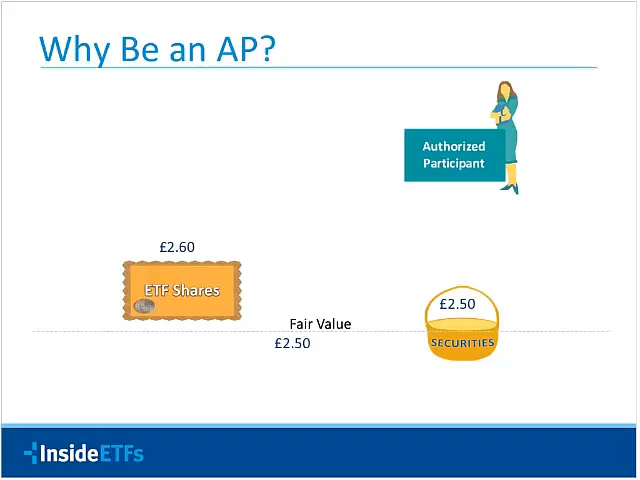 Why Be an AP?
Authorized
Participant
£2.60
ETF Shares
£2.50
Fair Value
SECURITIES
£2.50
InsideETFs